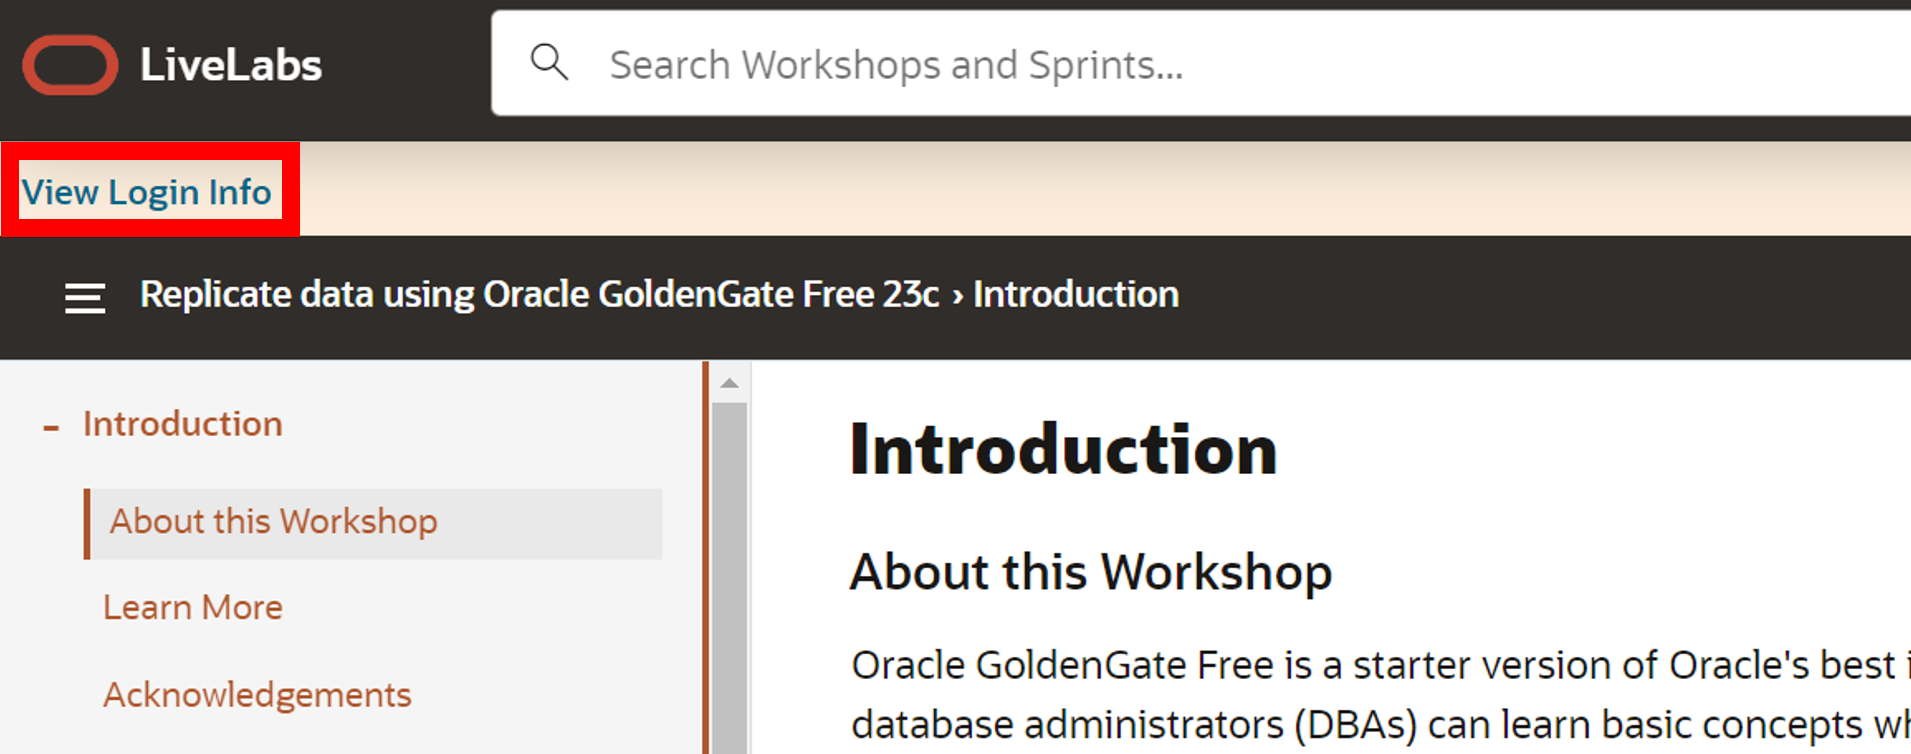 LiveLabs
Search Workshops and Sprints...
View Login Info
Replicate data using Oracle GoldenGate Free 23c › Introduction
- Introduction
About this Workshop
Learn More
Acknowledgements
Introduction
About this Workshop
Oracle GoldenGate Free is a starter version of Oracle's best
database administrators (DBAs) can learn basic concepts